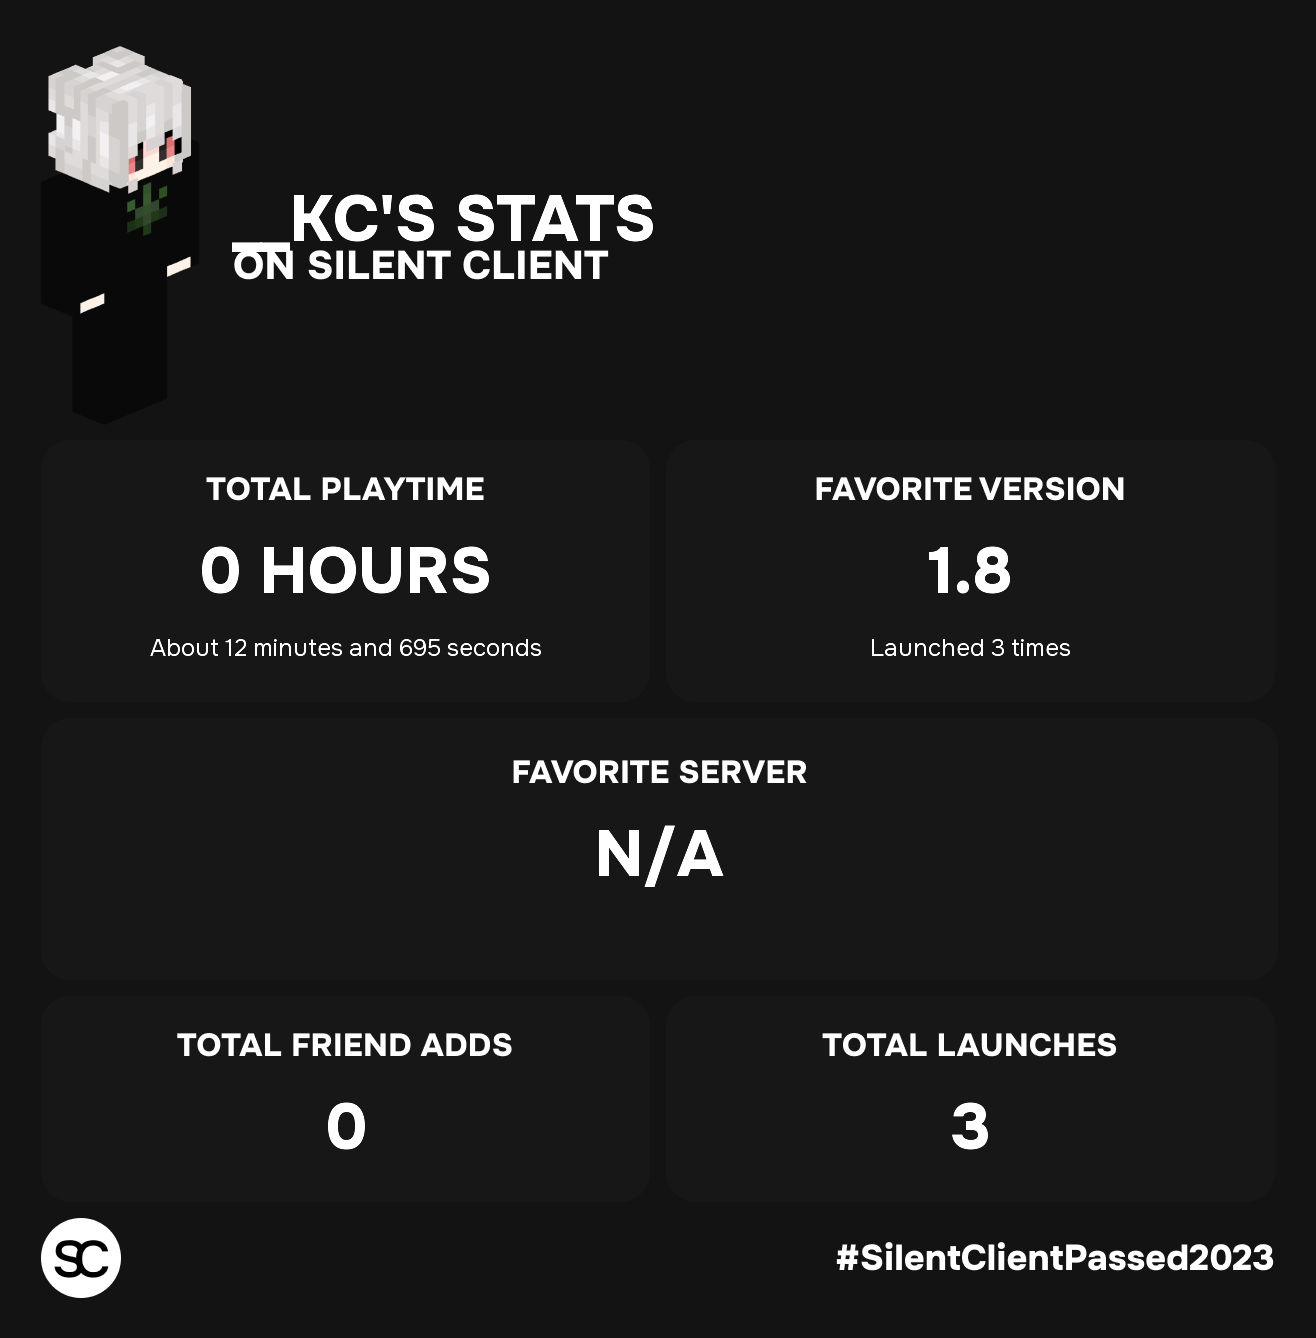 __KC'S STATS
ON SILENT CLIENT
TOTAL PLAYTIME
0 HOURS
About 12 minutes and 695 seconds
FAVORITE VERSION
1.8
Launched 3 times
FAVORITE SERVER
N/A
TOTAL FRIEND ADDS
0
TOTAL LAUNCHES
3
SC
#SilentClientPassed2023